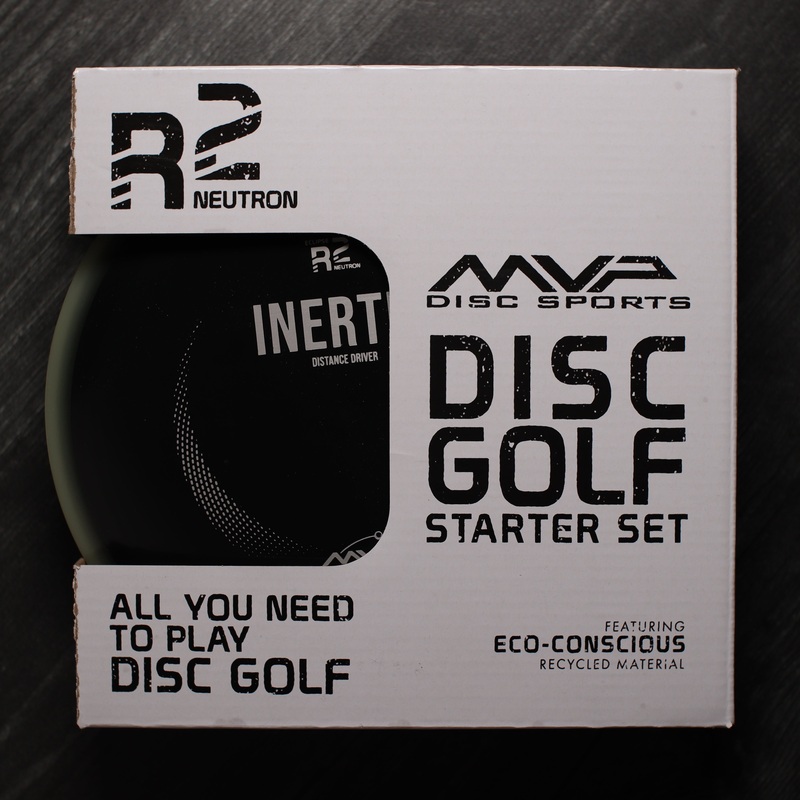 R2
NEUTRON
R2
NEUTRON
INERTI
DISTANCE DRIVER
MVP
DISC SPORTS
DISC
GOLF
STARTER SET
ALL YOU NEED
TO PLAY
DISC GOLF
FEATURING
ECO-CONSCIOUS
RECYCLED MATERIAL